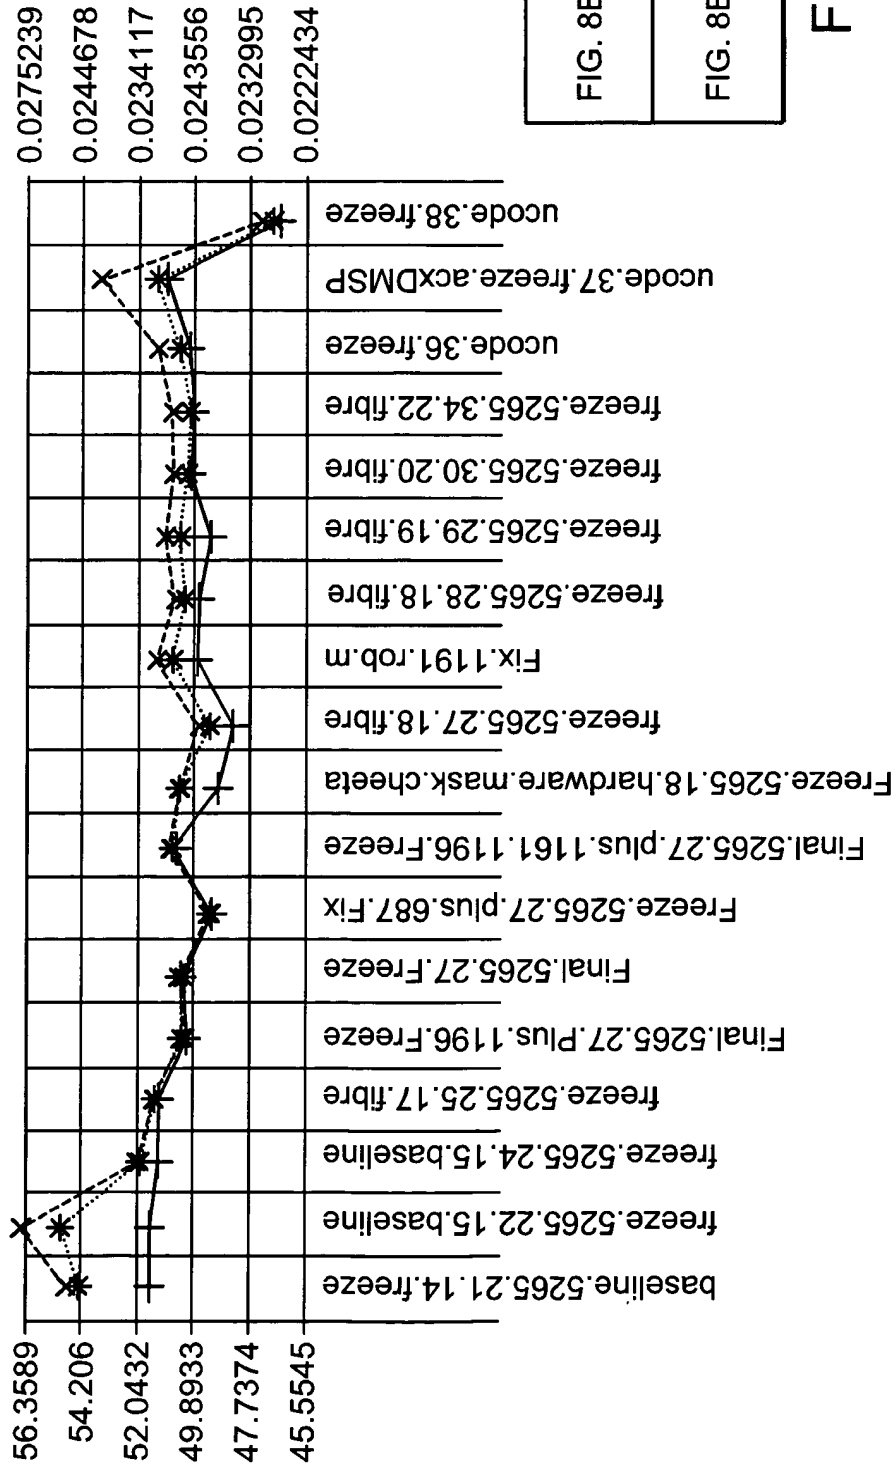 56.3589
54.206
52.0432
49.8933
47.7374
45.5545
0.0275239
0.0244678
0.0234117
0.0243556
0.0232995
0.0222434
baseline.5265.21.14.freeze
freeze.5265.22.15.baseline
freeze.5265.24.15.baseline
freeze.5265.25.17.fibre
Final.5265.27.Plus.1196.Freeze
Final.5265.27.Freeze
Freeze.5265.27.plus.687.Fix
Final.5265.27.plus.1161.1196.Freeze
Freeze.5265.18.hardware.mask.cheeta
freeze.5265.27.18.fibre
Fix.1191.rob.m
freeze.5265.28.18.fibre
freeze.5265.29.19.fibre
freeze.5265.30.20.fibre
freeze.5265.34.22.fibre
ucode.36.freeze
ucode.37.freeze.acxDMSP
ucode.38.freeze
FIG. 8B
FIG. 8B
F